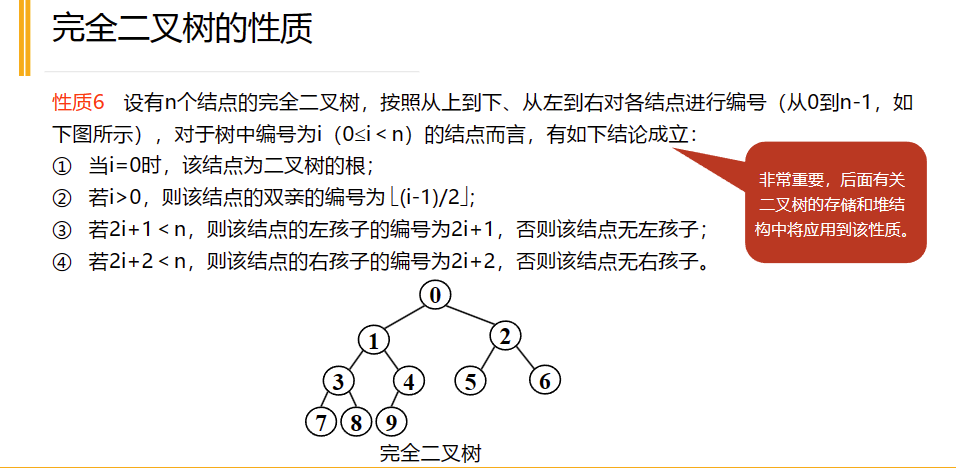 完全二叉树的性质
性质6 设有n个结点的完全二叉树，按照从上到下、从左到右对各结点进行编号（从0到n-1，如
下图所示），对于树中编号为i（0≤i＜n）的结点而言，有如下结论成立：
① 当i=0时，该结点为二叉树的根；
② 若i>0，则该结点的双亲的编号为⌊(i-1)/2⌋；
③ 若2i+1＜n，则该结点的左孩子的编号为2i+1，否则该结点无左孩子；
④ 若2i+2＜n，则该结点的右孩子的编号为2i+2，否则该结点无右孩子。
非常重要，后面有关
二叉树的存储和堆结
构中将应用到该性质。
0
1
2
3
4
5
6
7
8
9
完全二叉树